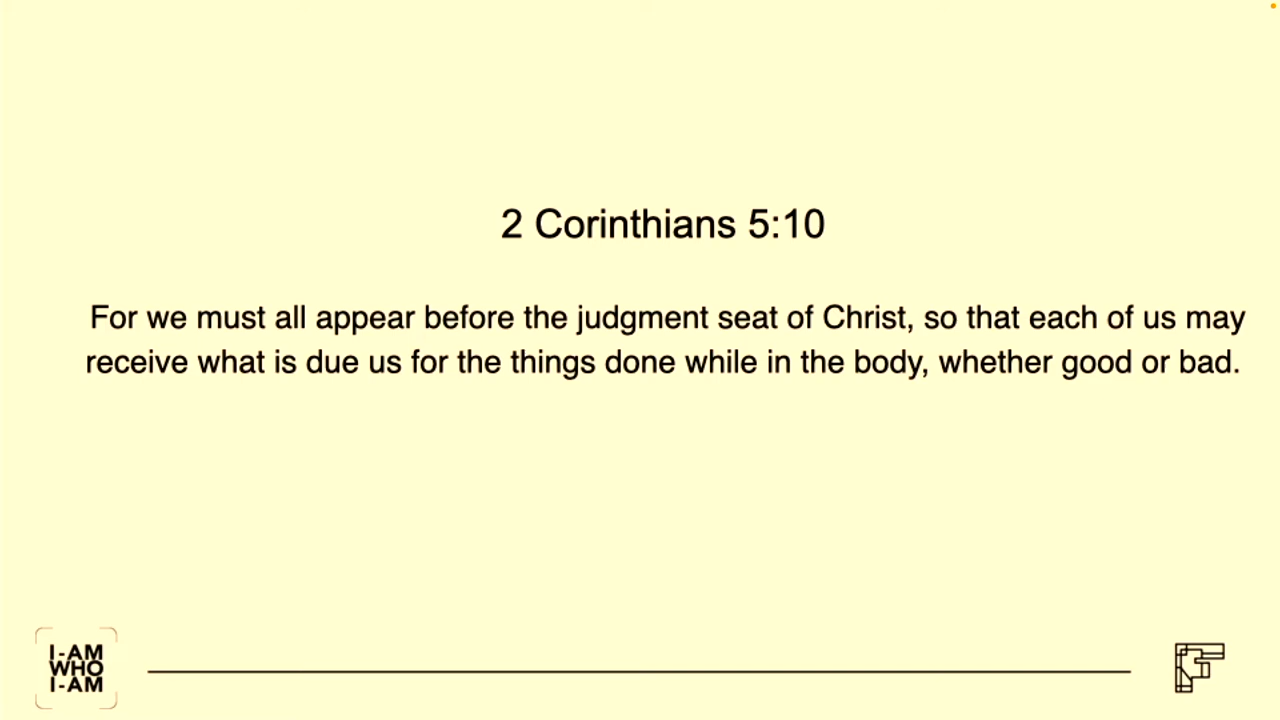 2 Corinthians 5:10
For we must all appear before the judgment seat of Christ, so that each of us may
receive what is due us for the things done while in the body, whether good or bad.
I-AM
WHO
I-AM